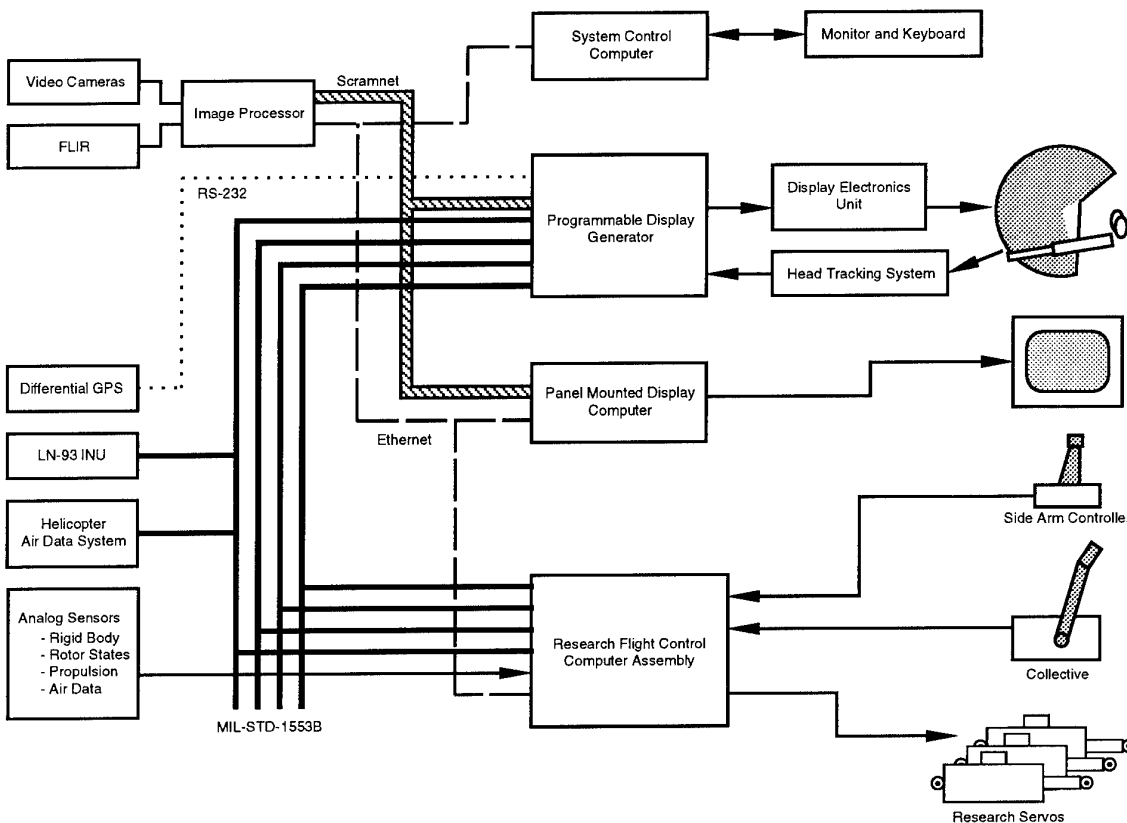 System Control
Computer
Monitor and Keyboard
Video Cameras
Scramnet
Image Processor
FLIR
RS-232
Programmable Display
Generator
Display Electronics
Unit
Head Tracking System
Differential GPS
Panel Mounted Display
Computer
Ethernet
LN-93 INU
Helicopter
Air Data System
Side Arm Controlle
Analog Sensors
- Rigid Body
- Rotor States
- Propulsion
- Air Data
Research Flight Control
Computer Assembly
Collective
MIL-STD-1553B
Research Servos